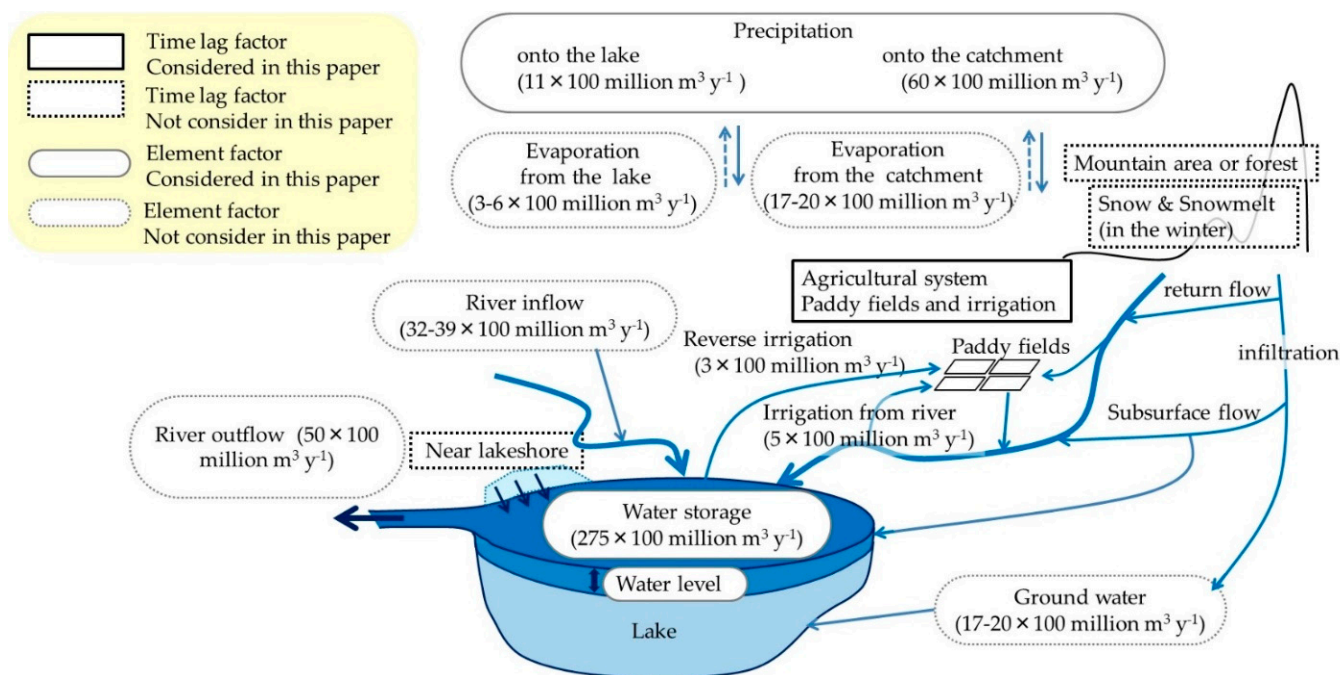 Time lag factor
Considered in this paper
Time lag factor
Not consider in this paper
Element factor
Considered in this paper
Element factor
Not consider in this paper
Precipitation
onto the lake
(11 × 100 million m³ y⁻¹ )
onto the catchment
(60 × 100 million m³ y⁻¹)
Evaporation
from the lake
(3-6 × 100 million m³ y⁻¹)
Evaporation
from the catchment
(17-20 × 100 million m³ y⁻¹)
Mountain area or forest
Snow & Snowmelt
(in the winter)
Agricultural system
Paddy fields and irrigation
River inflow
(32-39 × 100 million m³ y⁻¹)
return flow
Reverse irrigation
(3 × 100 million m³ y⁻¹)
Paddy fields
infiltration
River outflow (50 × 100
million m³ y⁻¹)
Near lakeshore
Irrigation from river
(5 × 100 million m³ y⁻¹)
Subsurface flow
Water storage
(275 × 100 million m³ y⁻¹)
Water level
Lake
Ground water
(17-20 × 100 million m³ y⁻¹)